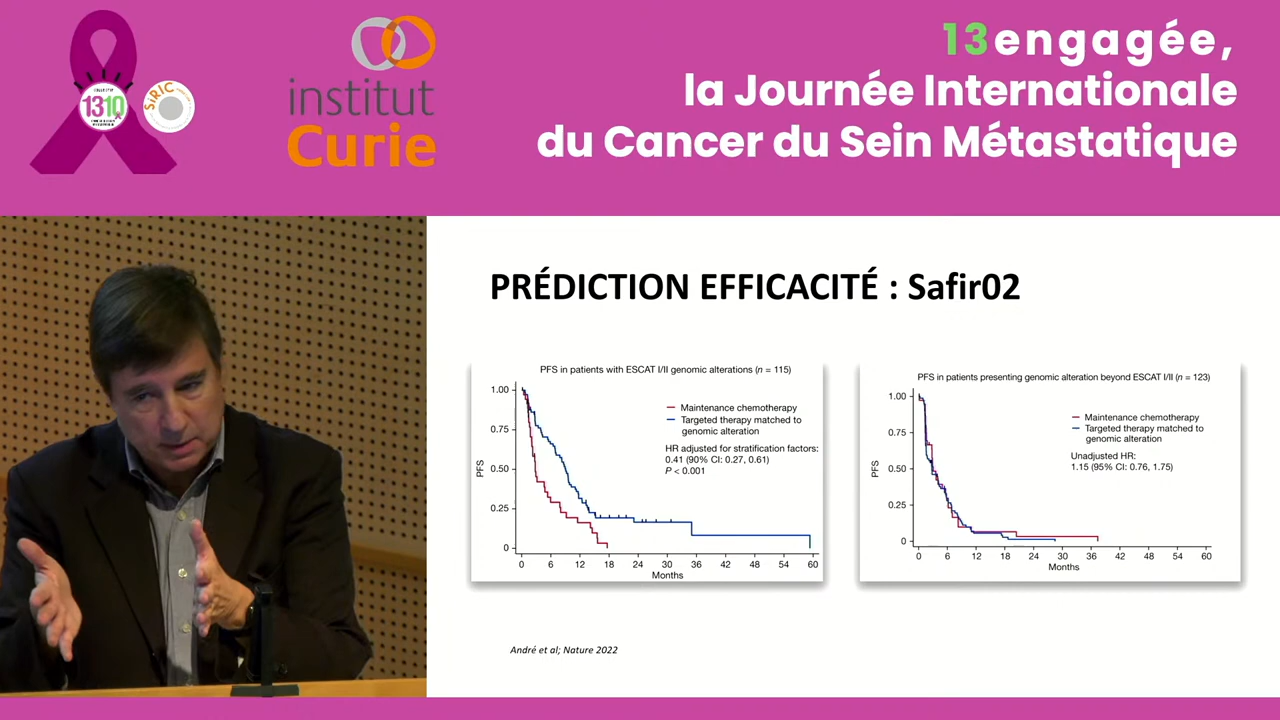 13engagée,
la Journée Internationale
du Cancer du Sein Métastatique
1310
SiRIC
institut
Curie
PRÉDICTION EFFICACITÉ : Safir02
PFS in patients with ESCAT I/II genomic alterations (n = 115)
1.00
0.75
0.50
0.25
0
PFS
Maintenance chemotherapy
Targeted therapy matched to
genomic alteration
HR adjusted for stratification factors:
0.41 (90% CI: 0.27, 0.61)
P < 0.001
0 6 12 18 24 30 36 42 48 54 60
Months
PFS in patients presenting genomic alteration beyond ESCAT I/II (n = 123)
1.00
0.75
0.50
0.25
0
PFS
Maintenance chemotherapy
Targeted therapy matched to
genomic alteration
Unadjusted HR:
1.15 (95% CI: 0.76, 1.75)
0 6 12 18 24 30 36 42 48 54 60
Months
André et al; Nature 2022